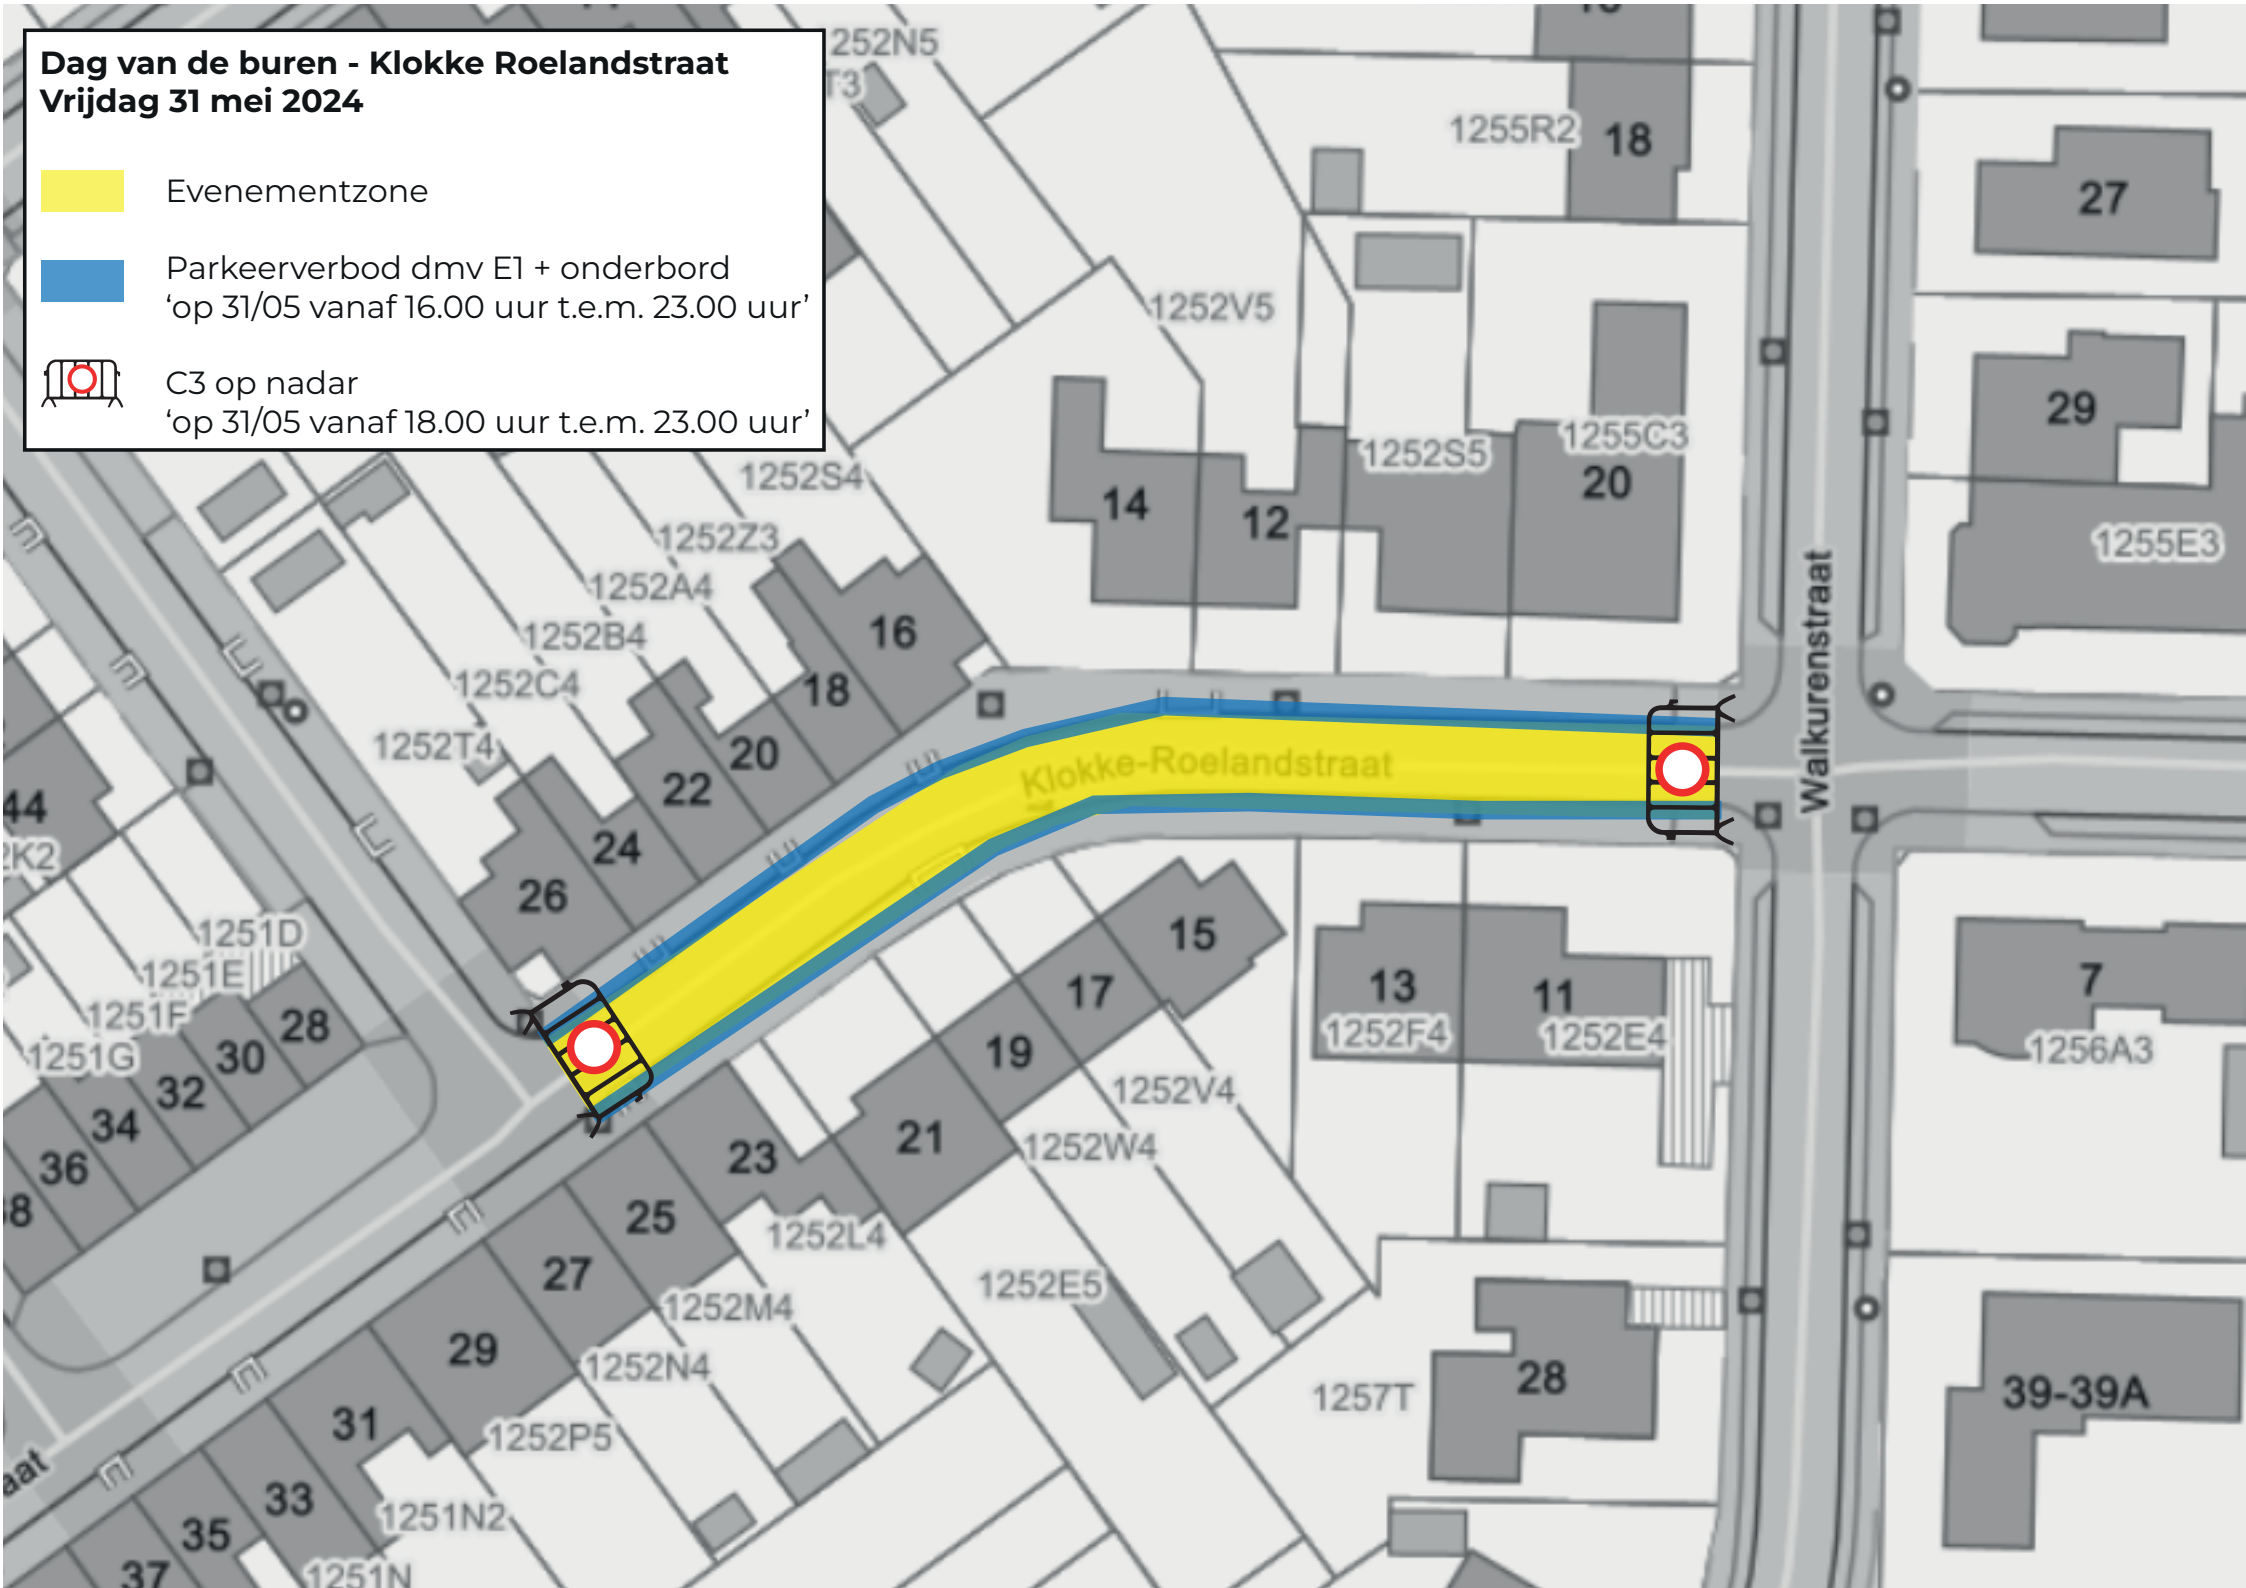 Dag van de buren - Klokke Roelandstraat
Vrijdag 31 mei 2024
Evenementzone
Parkeerverbod dmv E1 + onderbord
‘op 31/05 vanaf 16.00 uur t.e.m. 23.00 uur’
C3 op nadar
‘op 31/05 vanaf 18.00 uur t.e.m. 23.00 uur’
252N5
T3
1255R2
18
27
1252V5
29
1252S4
14
12
1252S5
1255C3
20
1252Z3
1255E3
1252A4
16
1252B4
18
1252C4
20
1252T4
22
Klokke-Roelandstraat
Walkurenstraat
44
2K2
24
26
1251D
1251E
1251F
1251G
28
30
32
34
36
38
15
17
19
21
23
25
27
29
31
33
35
37
13
11
1252F4
1252E4
7
1256A3
1252V4
1252W4
1252L4
1252E5
1252M4
1252N4
1252P5
1251N2
1251N
1257T
28
39-39A
aat